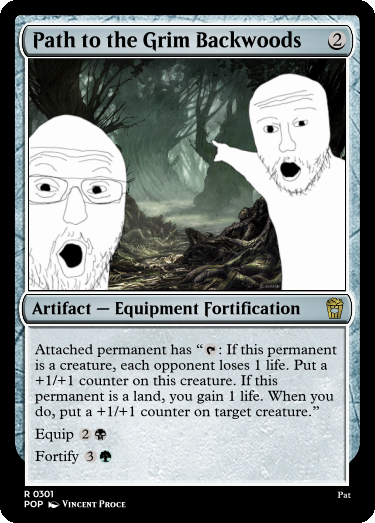 Path to the Grim Backwoods 2
Artifact — Equipment Fortification
Attached permanent has “T: If this permanent
is a creature, each opponent loses 1 life. Put a
+1/+1 counter on this creature. If this
permanent is a land, you gain 1 life. When you
do, put a +1/+1 counter on target creature.”
Equip 2
Fortify 3
R 0301 Pat
POP Vincent Proce